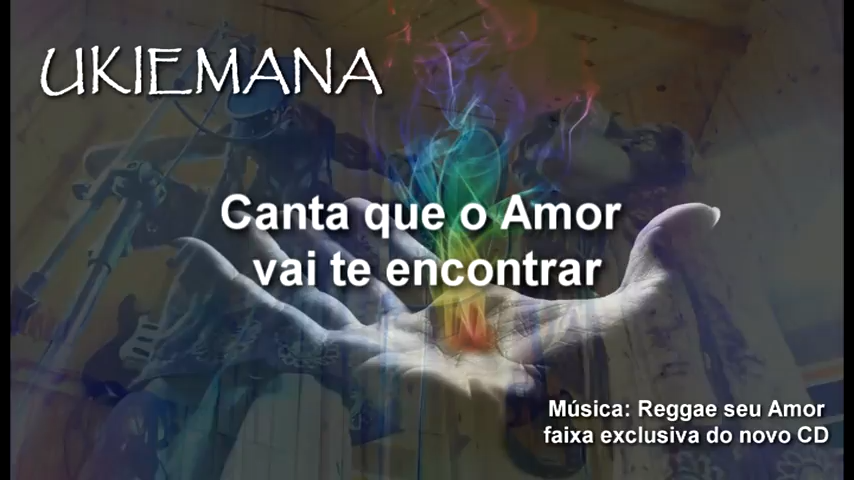 UKIEMANA
Canta que o Amor
vai te encontrar
Música: Reggae seu Amor
faixa exclusiva do novo CD